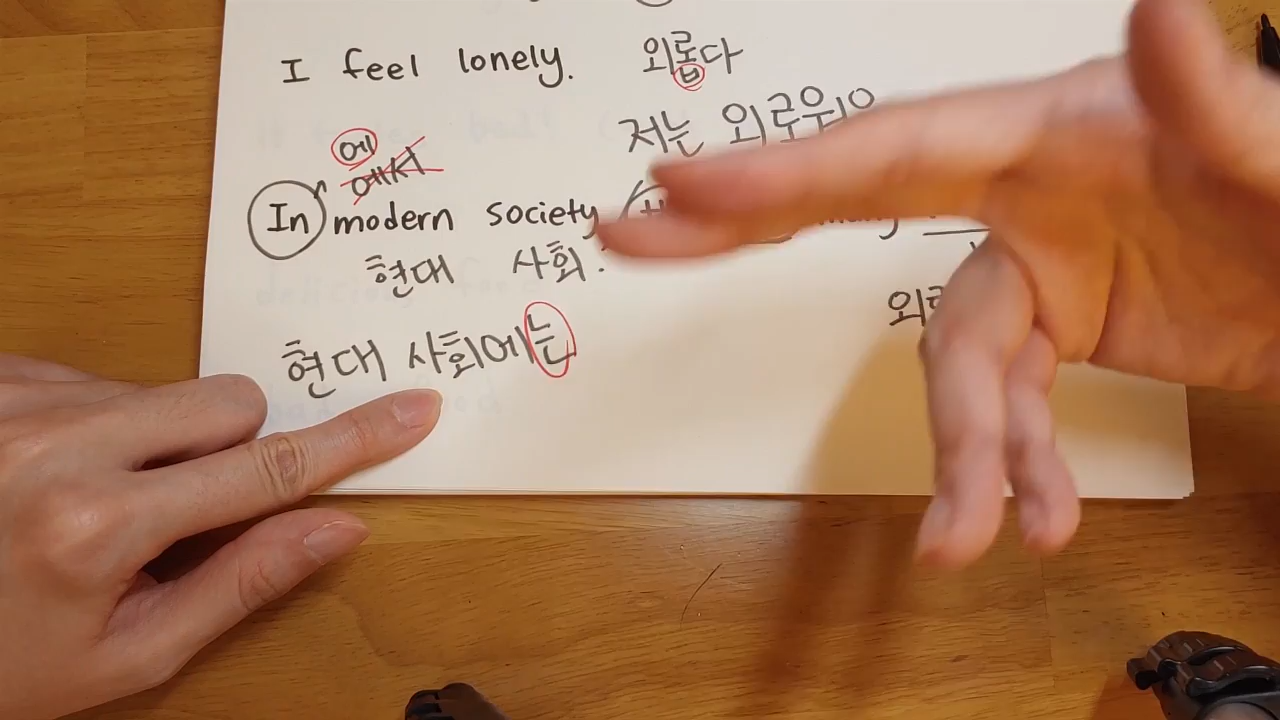 I feel lonely. 외롭다
저는 외로워
에
에서
In modern society
현대 사회
현대 사회에는